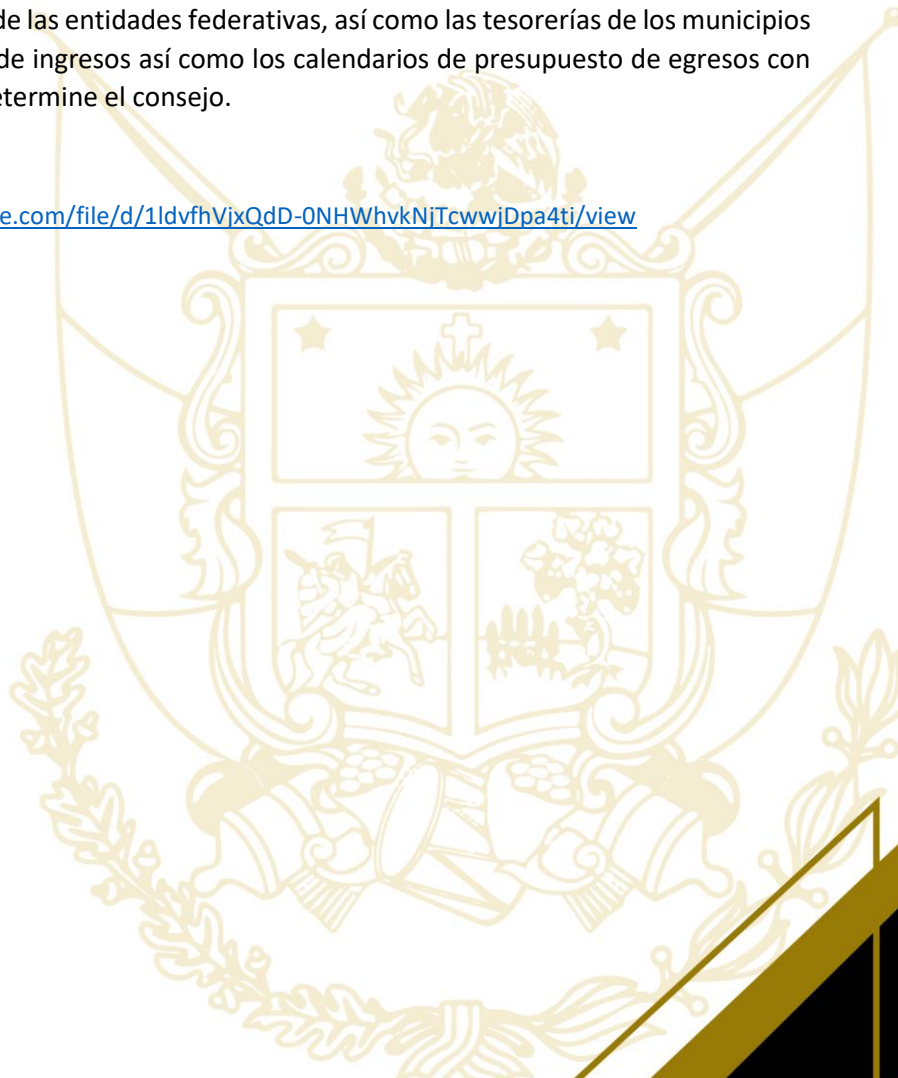 de las entidades federativas, así como las tesorerías de los municipios
de ingresos así como los calendarios de presupuesto de egresos con
etermine el consejo.
e.com/file/d/1ldvfhVjxQdD-0NHWhvkNjTcwwjDpa4ti/view